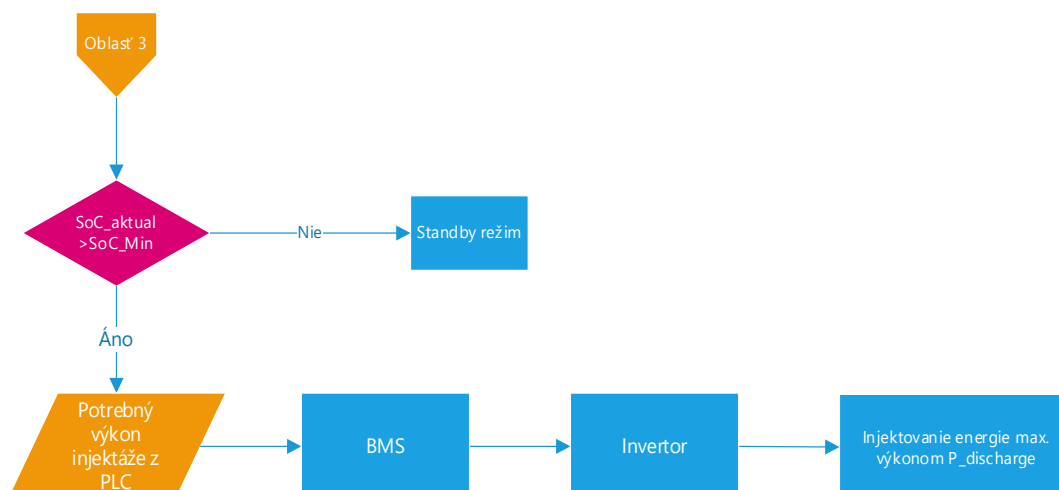 Oblasť 3
SoC_aktual
>SoC_Min
Nie
Standby režim
Áno
Potrebný
výkon
injektáže z
PLC
BMS
Invertor
Injektovanie energie max.
výkonom P_discharge